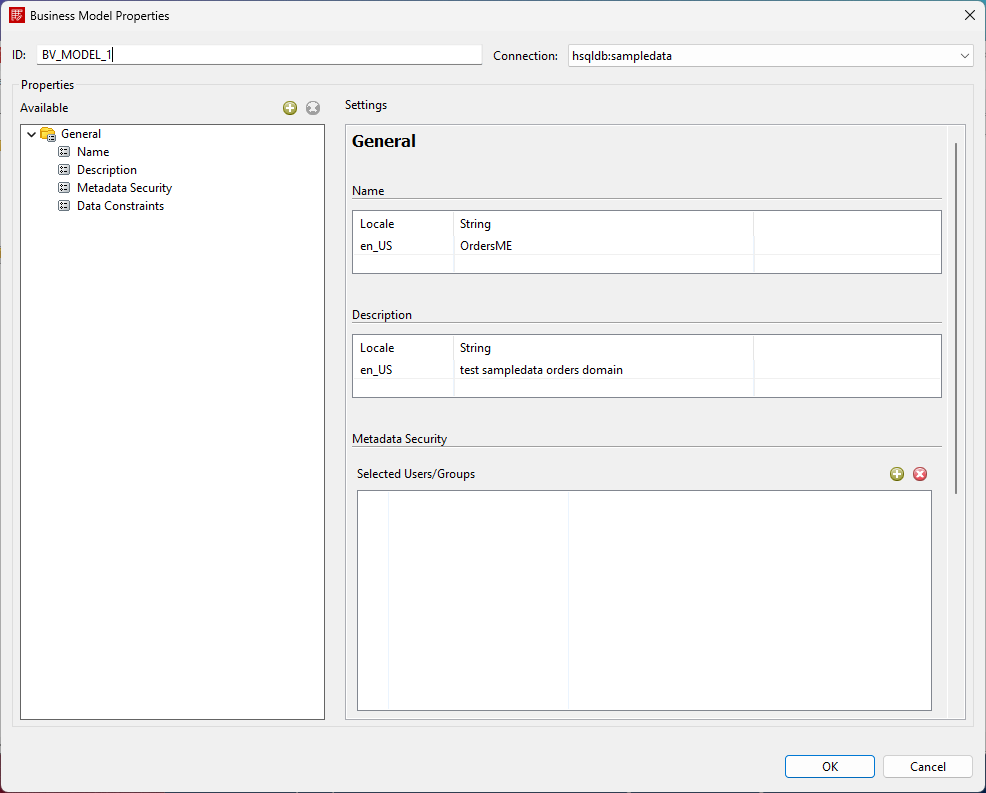 Business Model Properties
ID: BV_MODEL_1 Connection: hsqldb:sampledata
Properties
Available
General
Name
Description
Metadata Security
Data Constraints
Settings
General
Name
Locale String
en_US OrdersME
Description
Locale String
en_US test sampledata orders domain
Metadata Security
Selected Users/Groups
OK Cancel